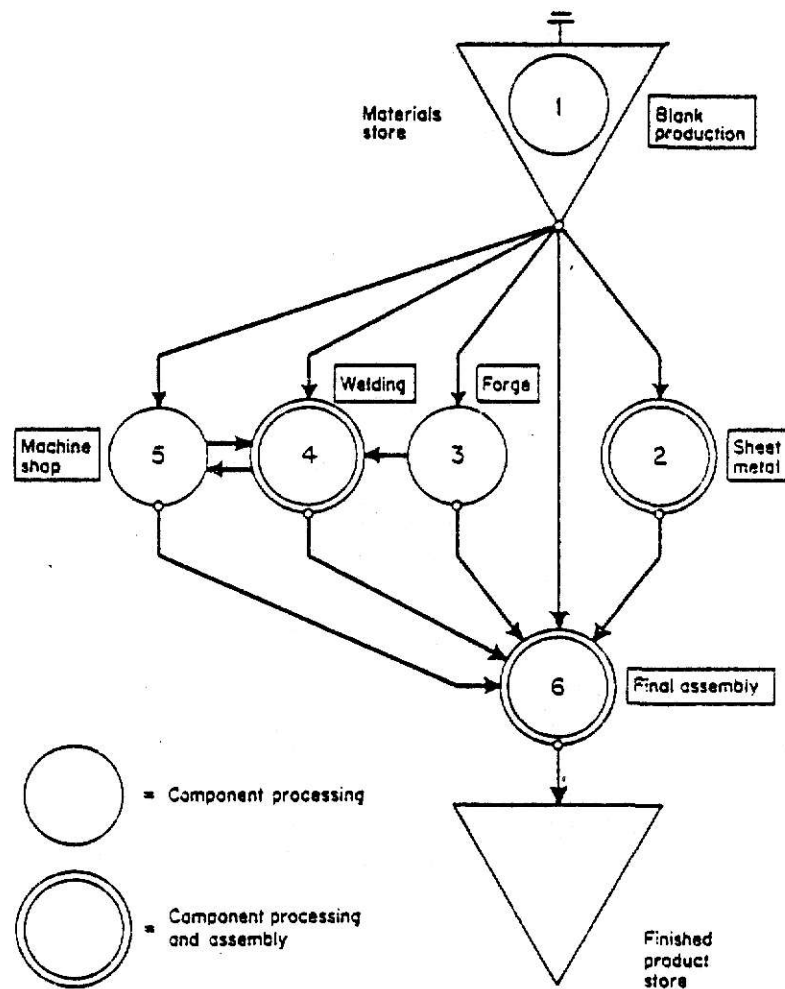 1
Materials
store
Blank
production
Welding
Forge
Machine
shop
5
4
3
2
Sheet
metal
6
Final assembly
= Component processing
= Component processing
and assembly
Finished
product
store